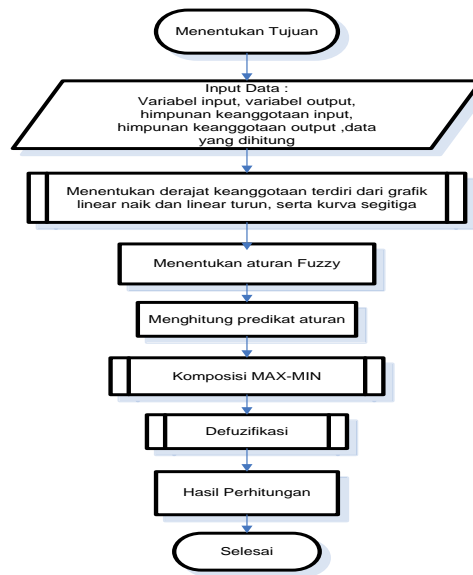 Menentukan Tujuan
Input Data :
Variabel input, variabel output,
himpunan keanggotaan input,
himpunan keanggotaan output ,data
yang dihitung
Menentukan derajat keanggotaan terdiri dari grafik
linear naik dan linear turun, serta kurva segitiga
Menentukan aturan Fuzzy
Menghitung predikat aturan
Komposisi MAX-MIN
Defuzifikasi
Hasil Perhitungan
Selesai